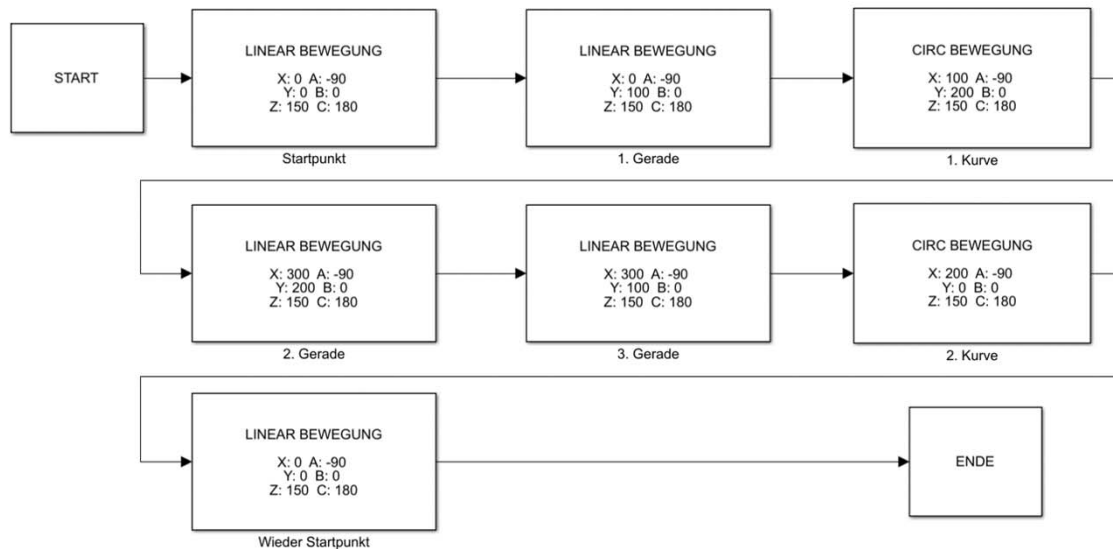 START
LINEAR BEWEGUNG
X: 0 A: -90
Y: 0 B: 0
Z: 150 C: 180
Startpunkt
LINEAR BEWEGUNG
X: 0 A: -90
Y: 100 B: 0
Z: 150 C: 180
1. Gerade
CIRC BEWEGUNG
X: 100 A: -90
Y: 200 B: 0
Z: 150 C: 180
1. Kurve
LINEAR BEWEGUNG
X: 300 A: -90
Y: 200 B: 0
Z: 150 C: 180
2. Gerade
LINEAR BEWEGUNG
X: 300 A: -90
Y: 100 B: 0
Z: 150 C: 180
3. Gerade
CIRC BEWEGUNG
X: 200 A: -90
Y: 0 B: 0
Z: 150 C: 180
2. Kurve
LINEAR BEWEGUNG
X: 0 A: -90
Y: 0 B: 0
Z: 150 C: 180
Wieder Startpunkt
ENDE